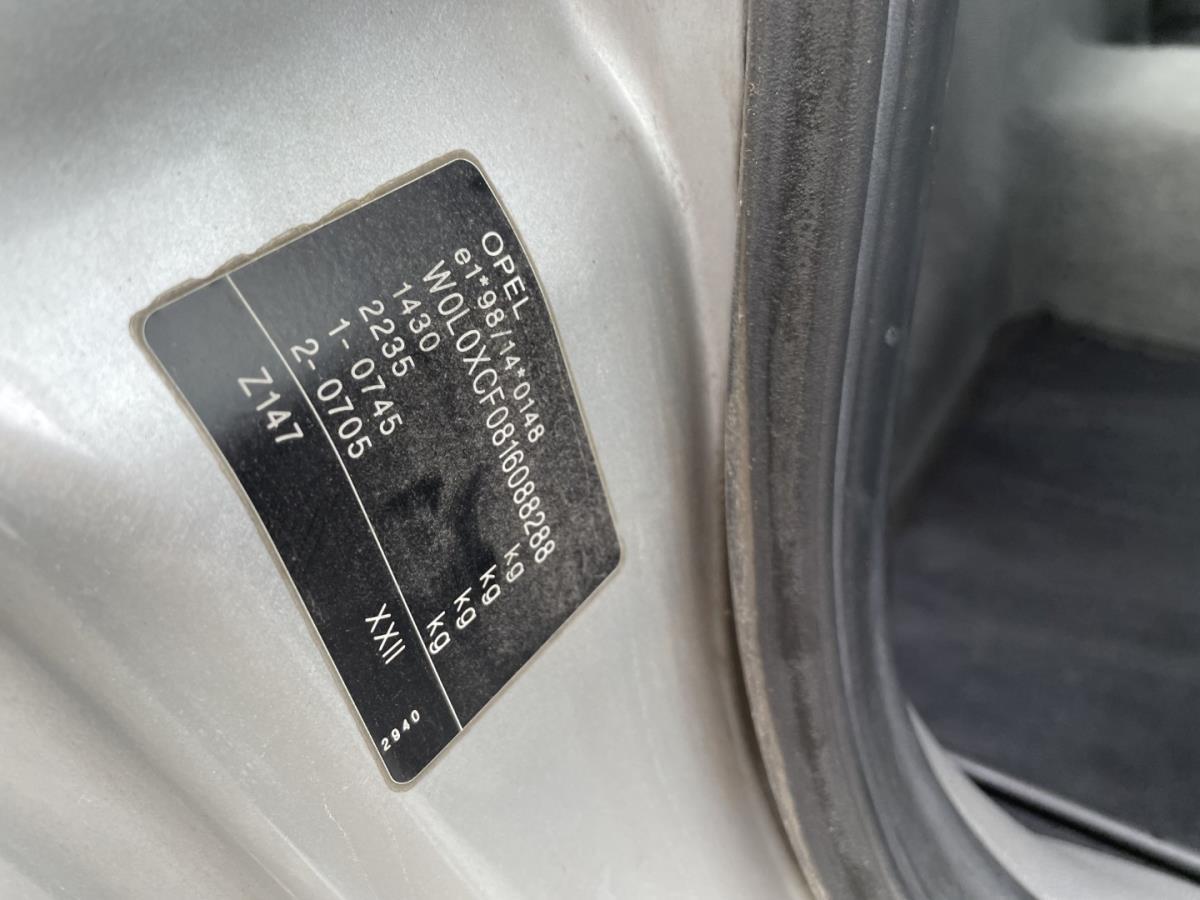 OPEL
e1*98/14*0148
W0L0XCF0816088288
1430 kg
2235 kg
1- 0745 kg
2- 0705 kg
Z147 XXII
2940